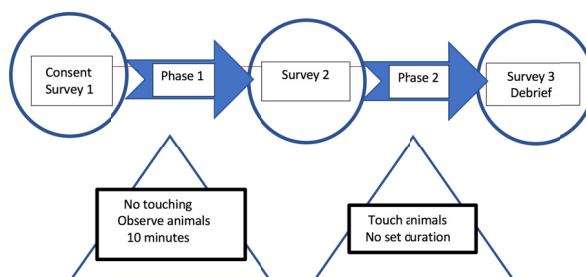 Consent
Survey 1
Phase 1
Survey 2
Phase 2
Survey 3
Debrief
No touching
Observe animals
10 minutes
Touch animals
No set duration